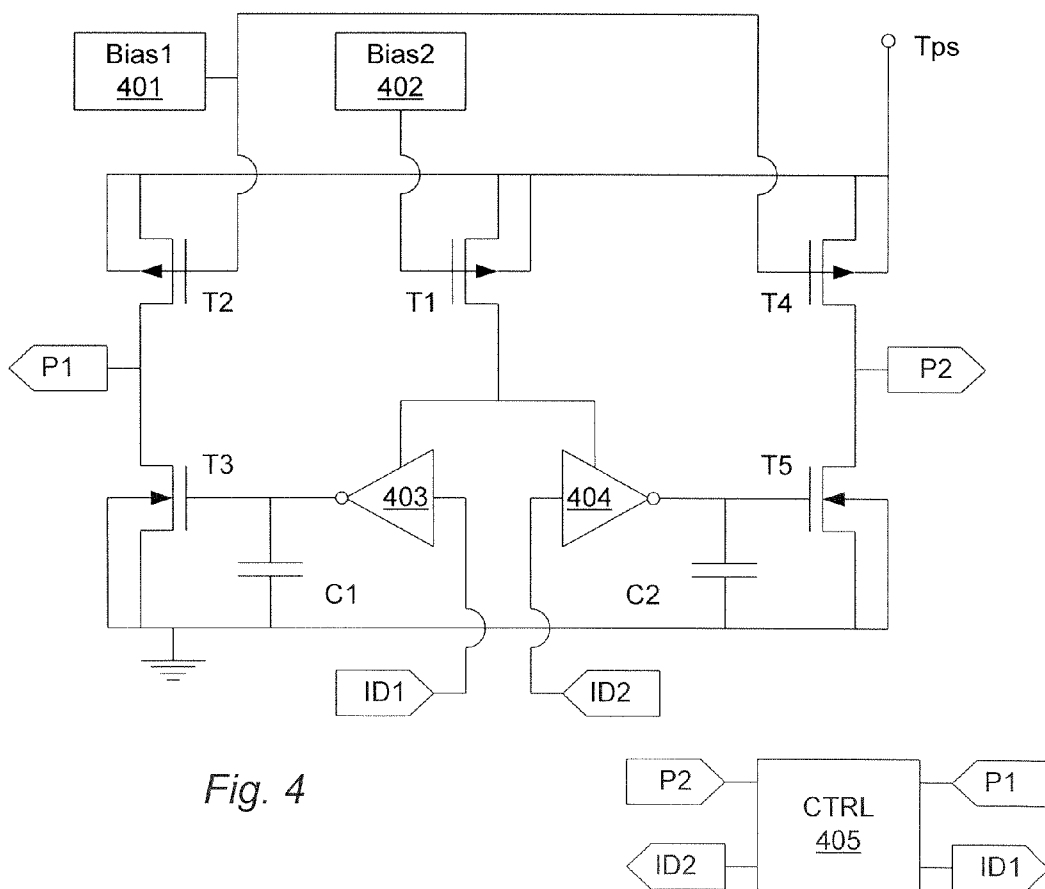 Bias1
401
Bias2
402
Tps
T2
T1
T4
P1
P2
T3
403
404
T5
C1
C2
ID1
ID2
Fig. 4
P2
CTRL
405
P1
ID2
ID1